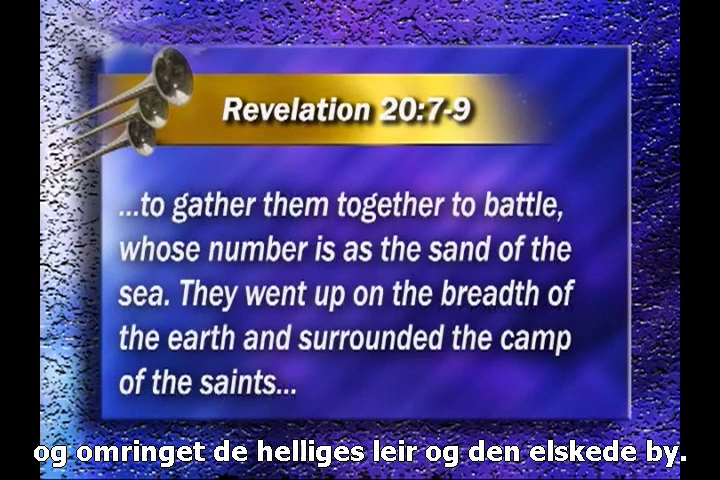 Revelation 20:7-9
...to gather them together to battle,
whose number is as the sand of the
sea. They went up on the breadth of
the earth and surrounded the camp
of the saints...
og omringet de helliges leir og den elskede by.